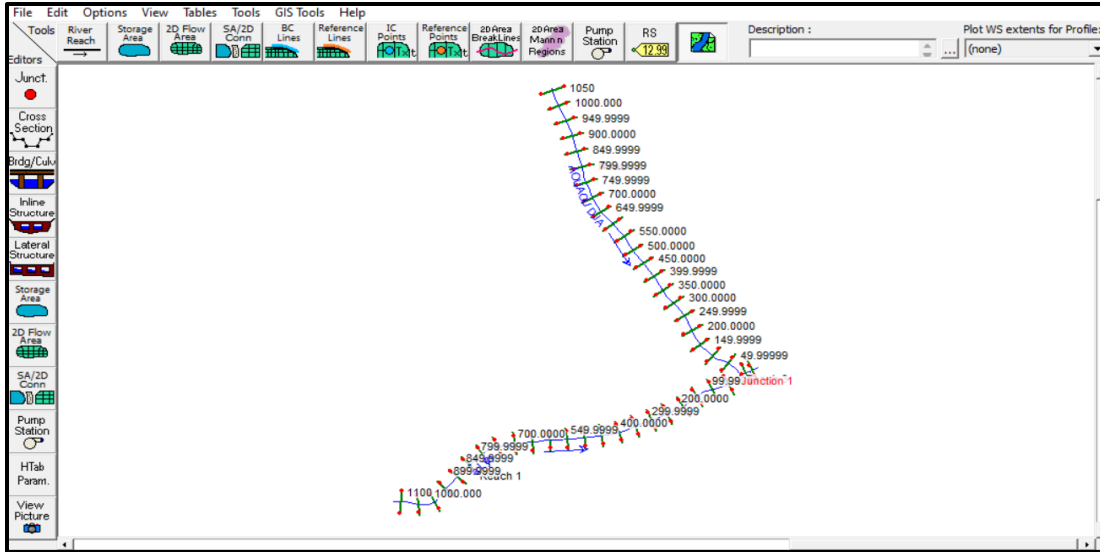 File Edit Options View Tables Tools GIS Tools Help
Tools
Editors
River Reach
Storage Area
2D Flow Area
SA/2D Conn
BC Lines
Reference Lines
IC Points
Reference Points
2D Area BreakLines
2D Area Mann n Regions
Pump Station
RS
12.99
Description :
...
Plot WS extents for Profile:
(none)
Junct.
Cross Section
Brdg/Culv
Inline Structure
Lateral Structure
Storage Area
2D Flow Area
SA/2D Conn
Pump Station
HTab Param.
View Picture
1050
1000.000
949.9999
900.0000
849.9999
799.9999
749.9999
700.0000
649.9999
550.0000
500.0000
450.0000
399.9999
350.0000
300.0000
249.9999
200.0000
149.9999
49.99999
99.99
Junction 1
200.0000
299.9999
400.0000
549.9999
700.0000
799.9999
849.9999
899.9999
Reach 1
1100
1000.000